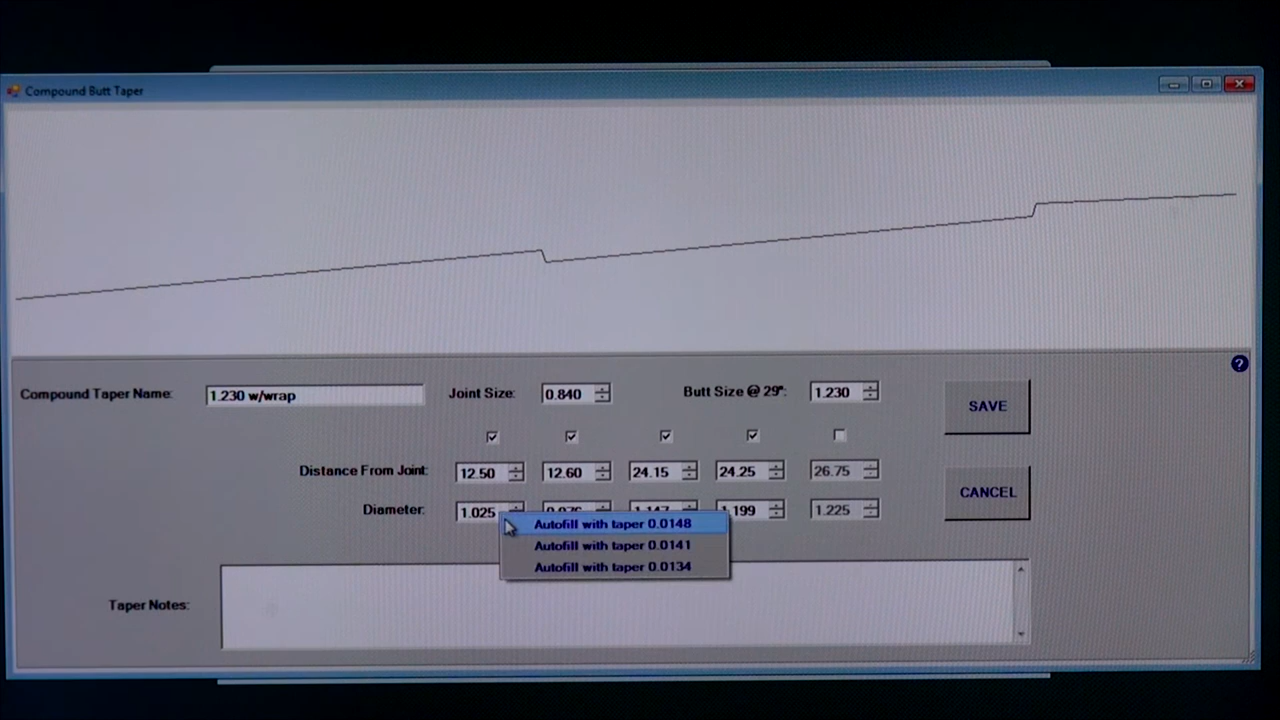 Compound Butt Taper
?
Compound Taper Name: 1.230 w/wrap Joint Size: 0.840 Butt Size @ 29": 1.230 SAVE
Distance From Joint: 12.50 12.60 24.15 24.25 26.75
CANCEL
Diameter: 1.025 1.199 1.225
Autofill with taper 0.0148
Autofill with taper 0.0141
Autofill with taper 0.0134
Taper Notes: